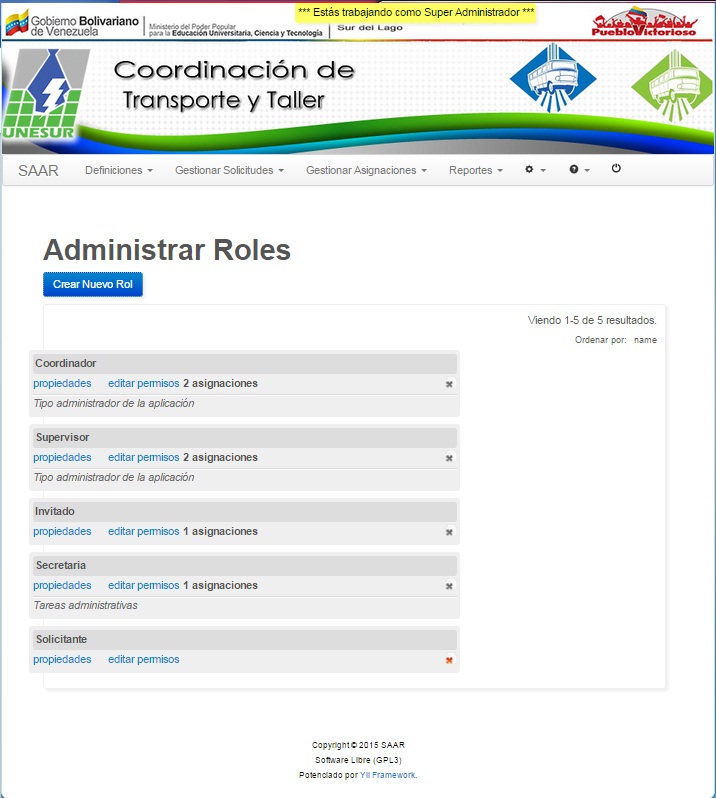 *** Estás trabajando como Super Administrador ***
Gobierno Bolivariano
de Venezuela
Ministerio del Poder Popular
para la Educación Universitaria, Ciencia y Tecnología
Sur del Lago
PuebloVictorioso
Coordinación de
Transporte y Taller
UNESUR
SAAR Definiciones Gestionar Solicitudes Gestionar Asignaciones Reportes
Administrar Roles
Crear Nuevo Rol
Viendo 1-5 de 5 resultados.
Ordenar por: name
Coordinador
propiedades editar permisos 2 asignaciones
Tipo administrador de la aplicación
Supervisor
propiedades editar permisos 2 asignaciones
Tipo administrador de la aplicación
Invitado
propiedades editar permisos 1 asignaciones
Secretaria
propiedades editar permisos 1 asignaciones
Tareas administrativas
Solicitante
propiedades editar permisos
Copyright © 2015 SAAR
Software Libre (GPL3)
Potenciado por Yii Framework.